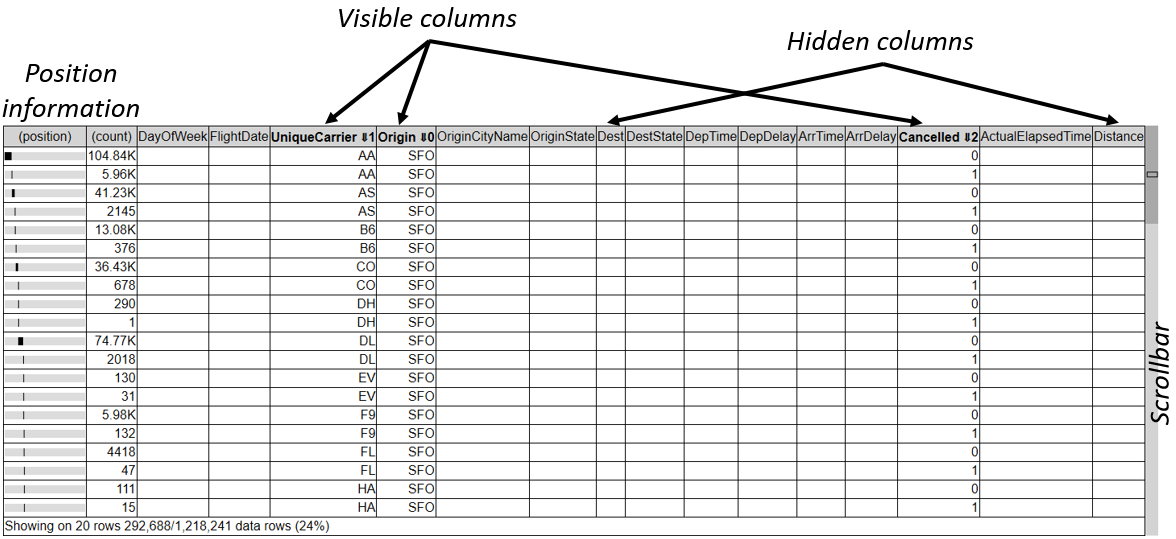 Visible columns
Hidden columns
Position
information
(position) (count) DayOfWeek FlightDate UniqueCarrier ⇓1 Origin ⇓0 OriginCityName OriginState Dest DestState DepTime DepDelay ArrTime ArrDelay Cancelled ⇓2 ActualElapsedTime Distance
104.84K AA SFO 0
5.96K AA SFO 1
41.23K AS SFO 0
2145 AS SFO 1
13.08K B6 SFO 0
376 B6 SFO 1
36.43K CO SFO 0
678 CO SFO 1
290 DH SFO 0
1 DH SFO 1
74.77K DL SFO 0
2018 DL SFO 1
130 EV SFO 0
31 EV SFO 1
5.98K F9 SFO 0
132 F9 SFO 1
4418 FL SFO 0
47 FL SFO 1
111 HA SFO 0
15 HA SFO 1
Showing on 20 rows 292,688/1,218,241 data rows (24%)
Scrollbar